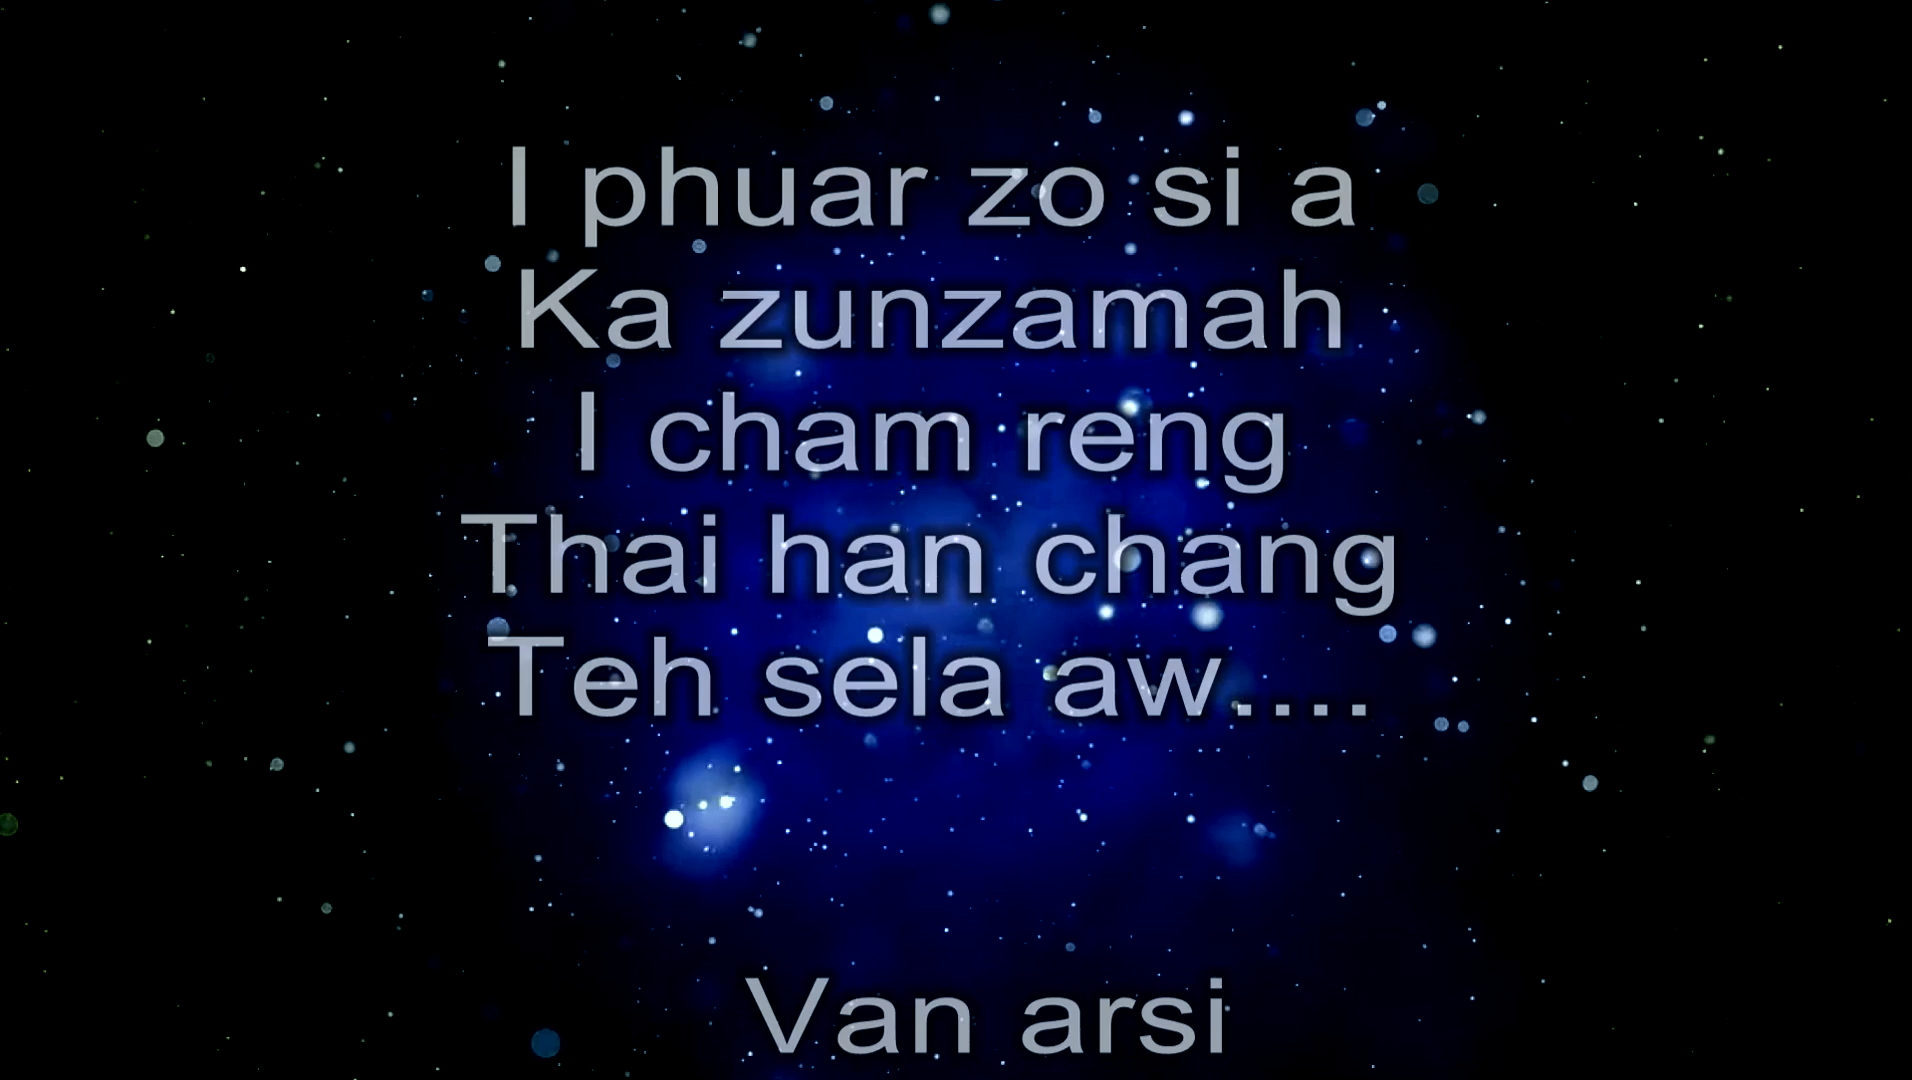 I phuar zo si a
Ka zunzamah
I cham reng
Thai han chang
Teh sela aw....
Van arsi